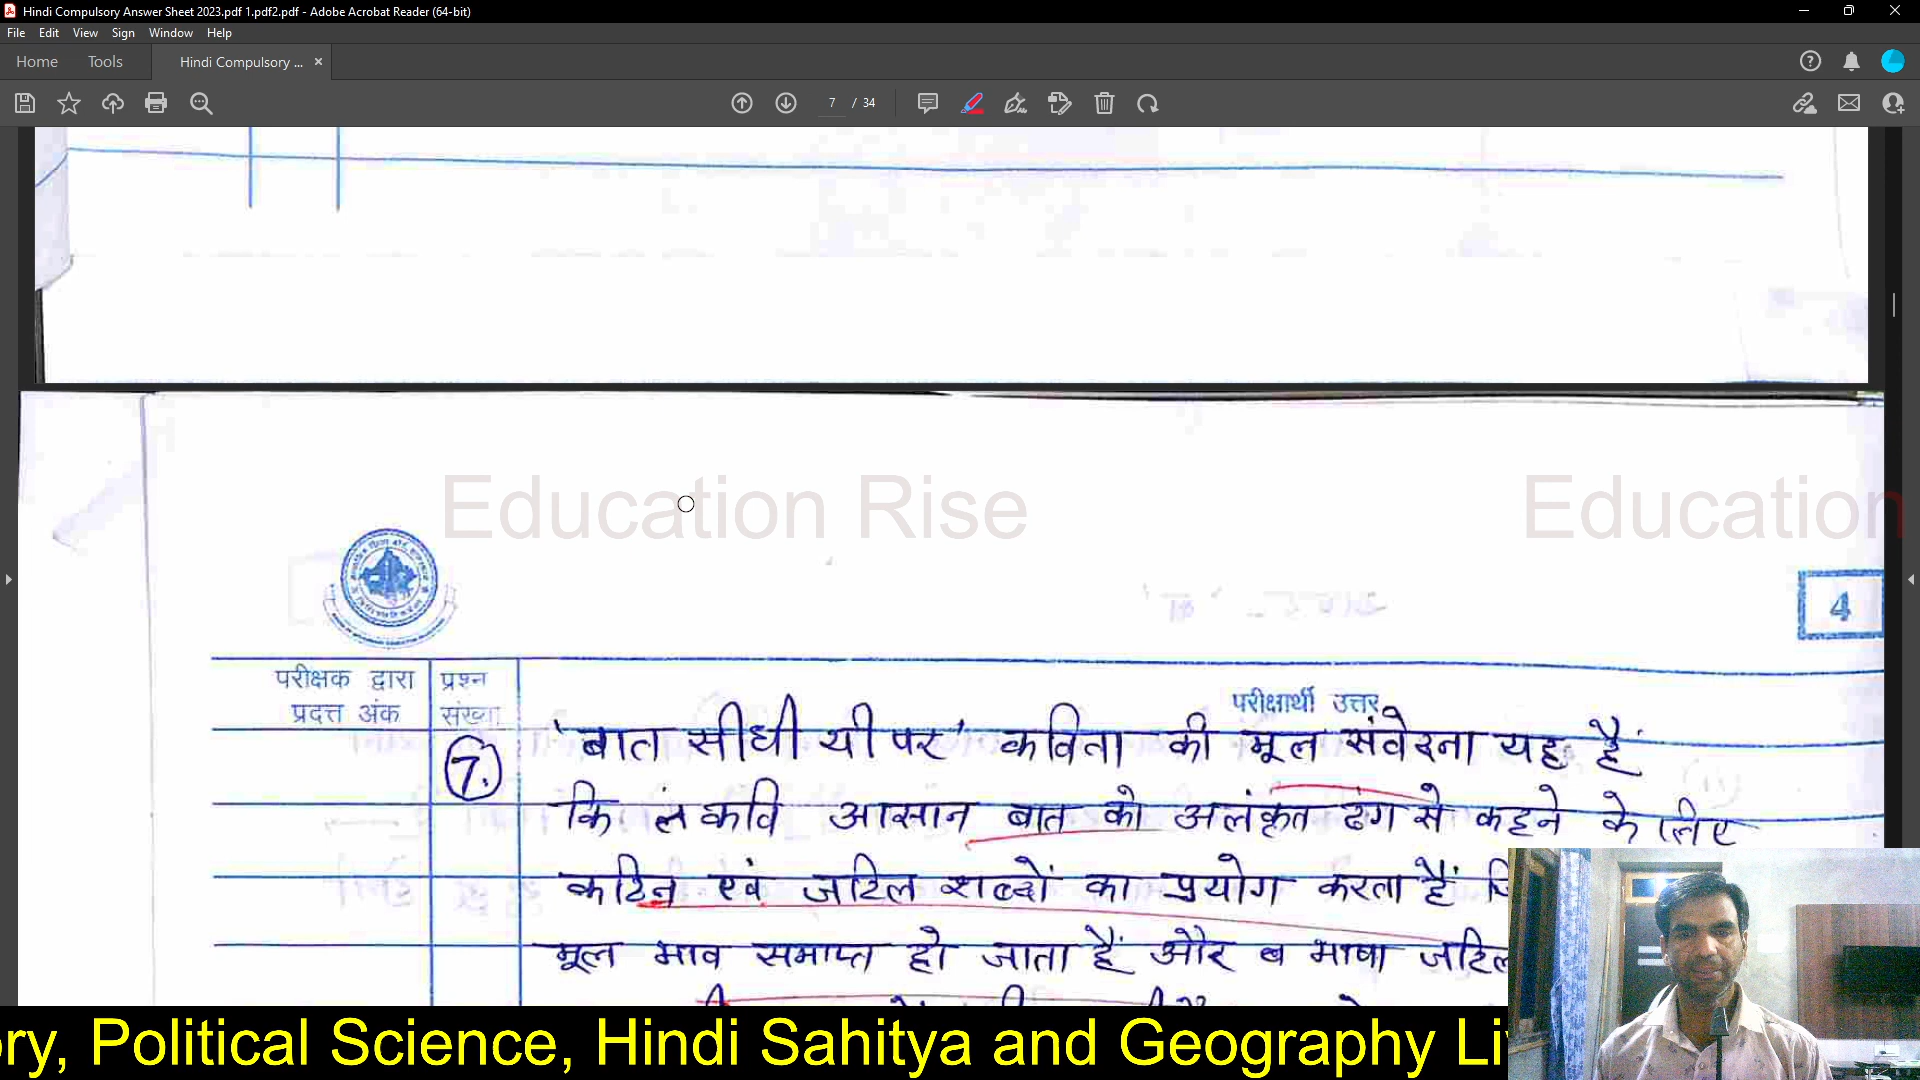 Hindi Compulsory Answer Sheet 2023.pdf 1.pdf2.pdf - Adobe Acrobat Reader (64-bit)
File Edit View Sign Window Help
Home Tools Hindi Compulsory ... ×
7 / 34
Education Rise
Education
4
परीक्षक द्वारा
प्रदत्त अंक
प्रश्न
संख्या
परीक्षार्थी उत्तर
7. 'बात सीधी थी पर' कविता की मूल संवेदना यह है
कि कवि आसान बात को अलंकृत ढंग से कहने के लिए
कठिन एवं जटिल शब्दों का प्रयोग करता हैं
मूल भाव समाप्त हो जाता हैं और व भाषा जटिल
ry, Political Science, Hindi Sahitya and Geography Li